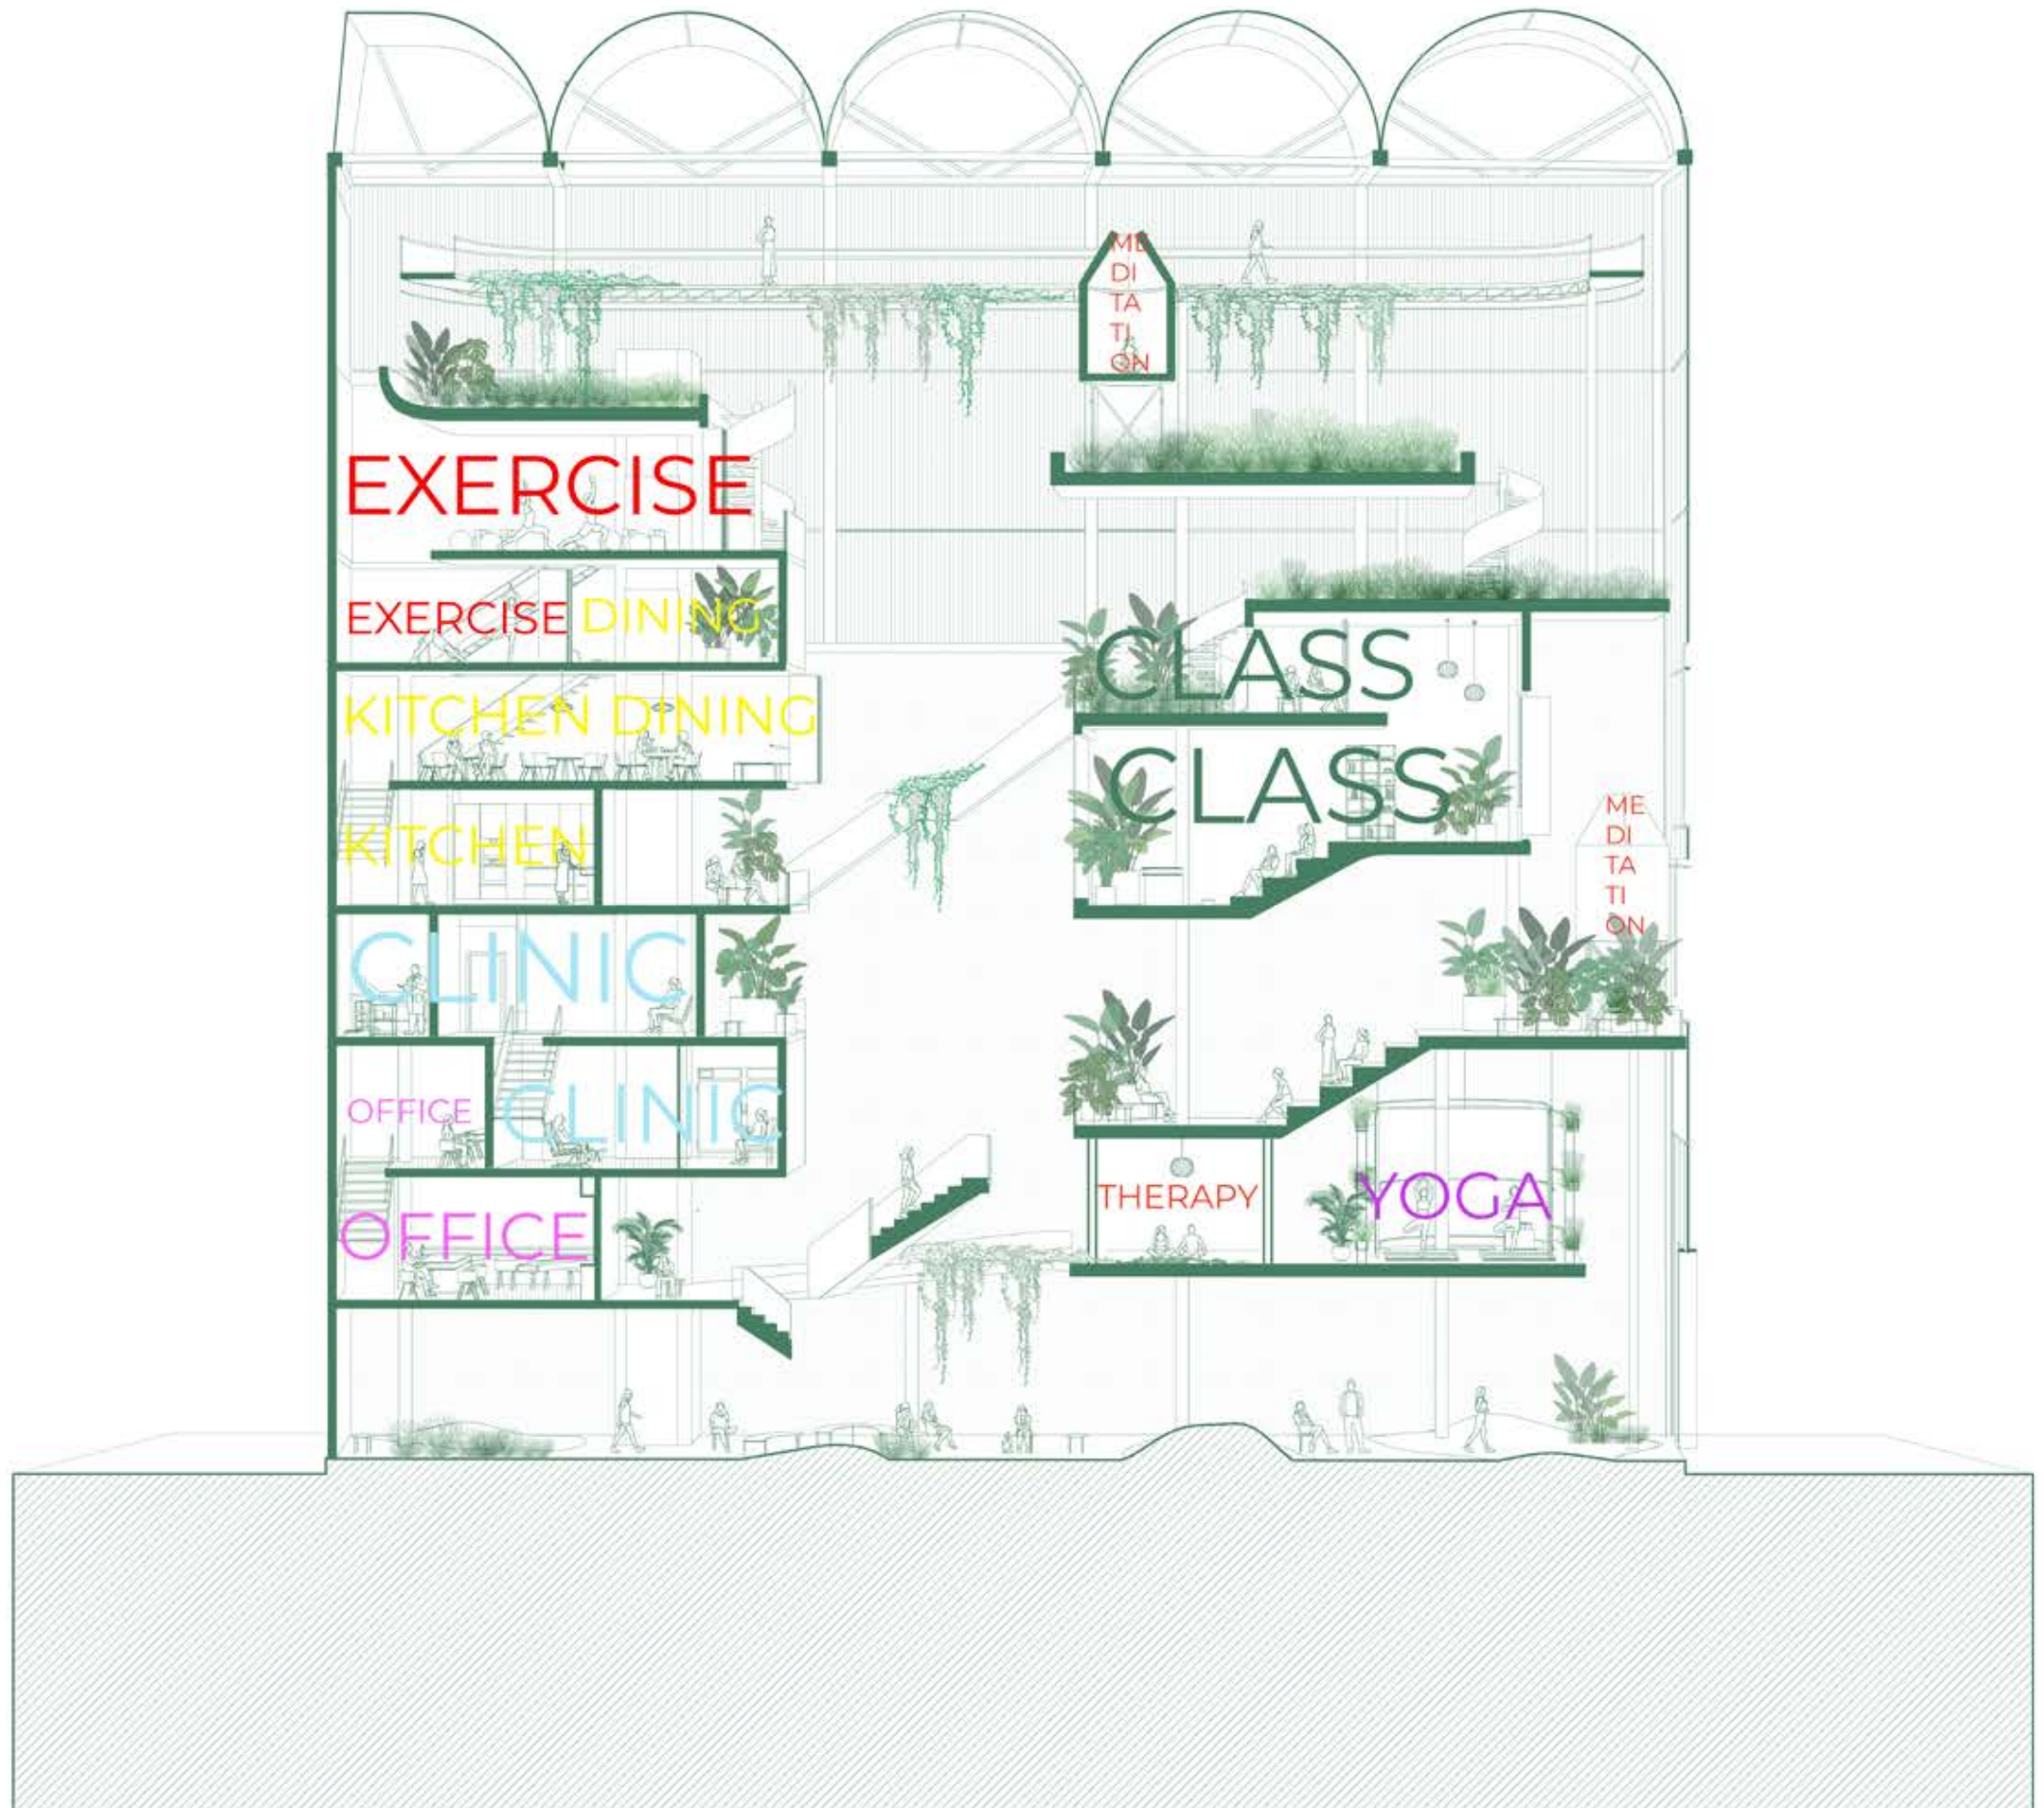 ME
DI
TA
TI
ON
EXERCISE
EXERCISE DINING
KITCHEN DINING
KITCHEN
CLINIC
OFFICE
CLINIC
OFFICE
CLASS
CLASS
ME
DI
TA
TI
ON
THERAPY
YOGA